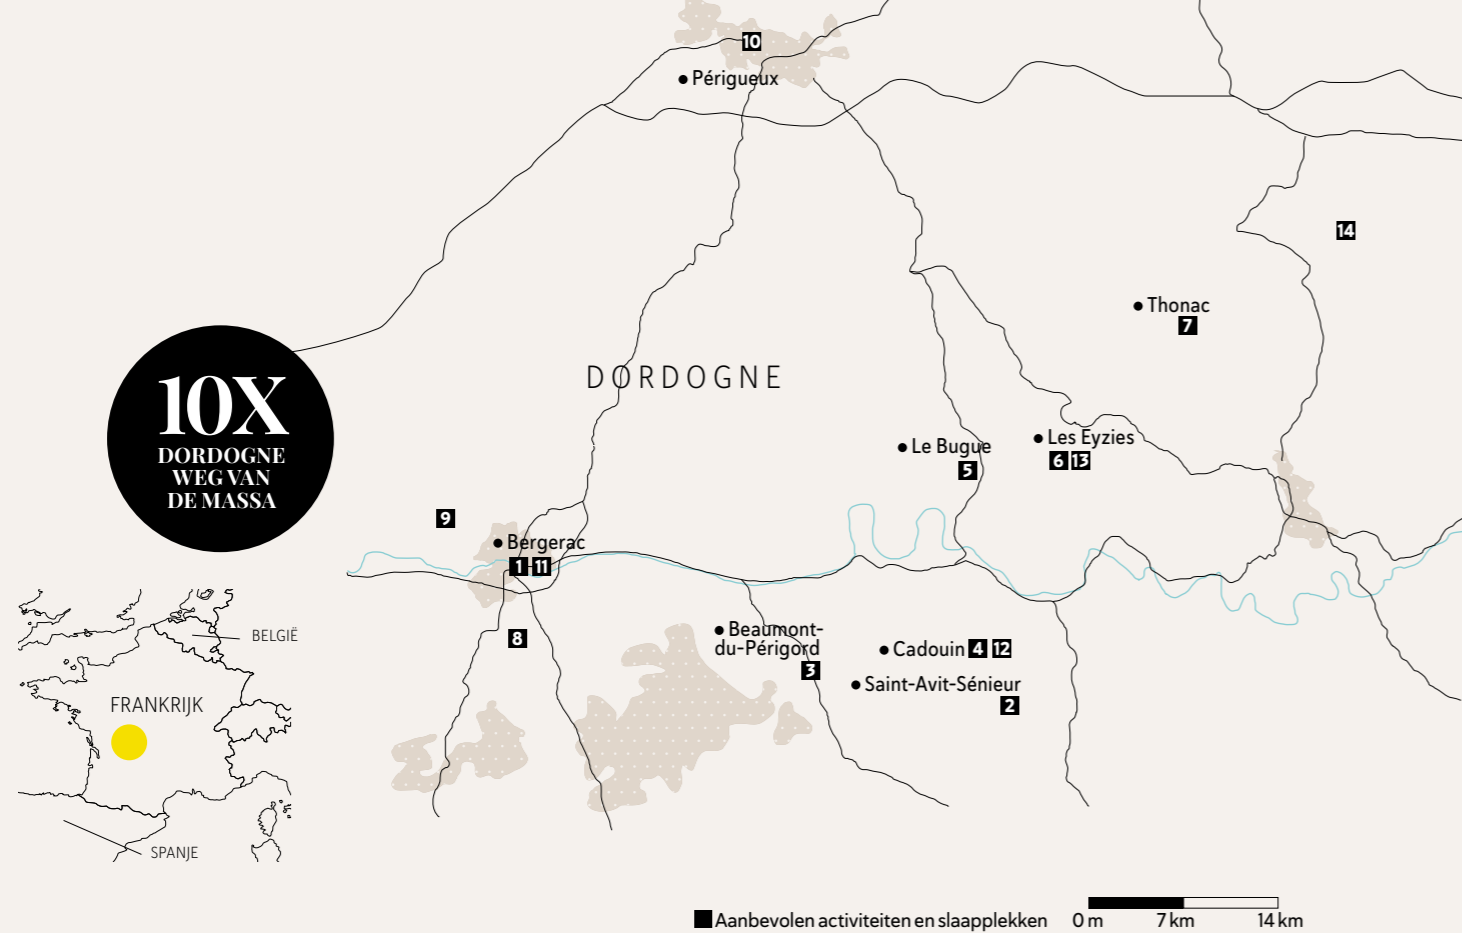 10
Périgueux
14
Thonac
7
DORDOGNE
10X
DORDOGNE
WEG VAN
DE MASSA
Le Bugue
5
Les Eyzies
6 13
9
Bergerac
1 11
8
Beaumont-
du-Périgord
3
Cadouin 4 12
Saint-Avit-Sénieur
2
BELGIË
FRANKRIJK
SPANJE
Aanbevolen activiteiten en slaapplekken
0 m 7 km 14 km